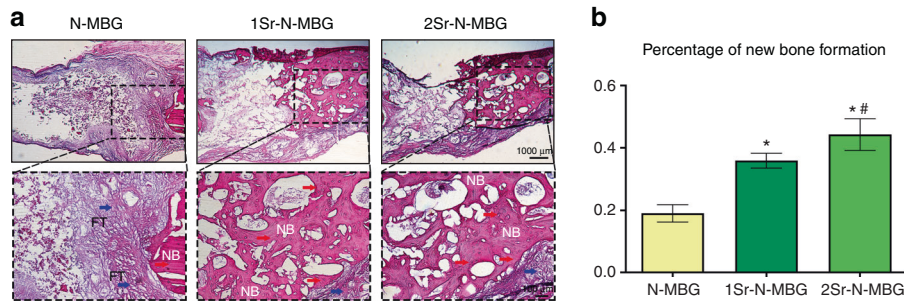 a
N-MBG
1Sr-N-MBG
2Sr-N-MBG
1000 μm
FT
FT
NB
NB
NB
NB
NB
NB
b
Percentage of new bone formation
0.6
0.4
0.2
0.0
*
* #
N-MBG
1Sr-N-MBG
2Sr-N-MBG